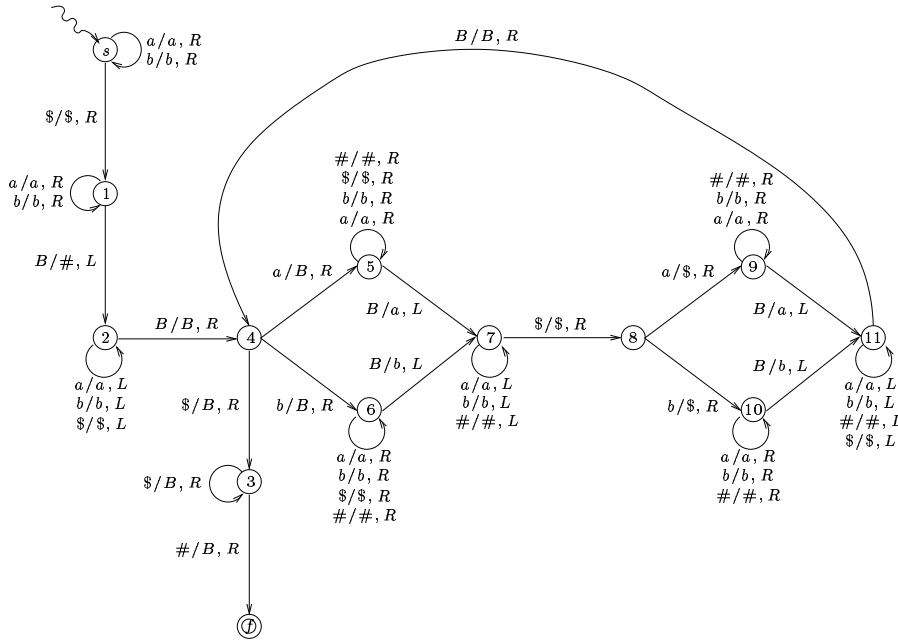 B/B, R
s
a/a, R
b/b, R
$/$, R
a/a, R
b/b, R
1
B/#, L
2
a/a, L
b/b, L
$/$, L
B/B, R
4
a/B, R
#/#, R
$/$, R
b/b, R
a/a, R
5
B/a, L
b/B, R
6
a/a, R
b/b, R
$/$, R
#/#, R
B/b, L
$/B, R
$/B, R
3
#/B, R
f
7
a/a, L
b/b, L
#/#, L
$/$, R
8
a/$, R
#/#, R
b/b, R
a/a, R
9
B/a, L
b/$, R
10
a/a, R
b/b, R
#/#, R
B/b, L
11
a/a, L
b/b, L
#/#, L
$/$, L